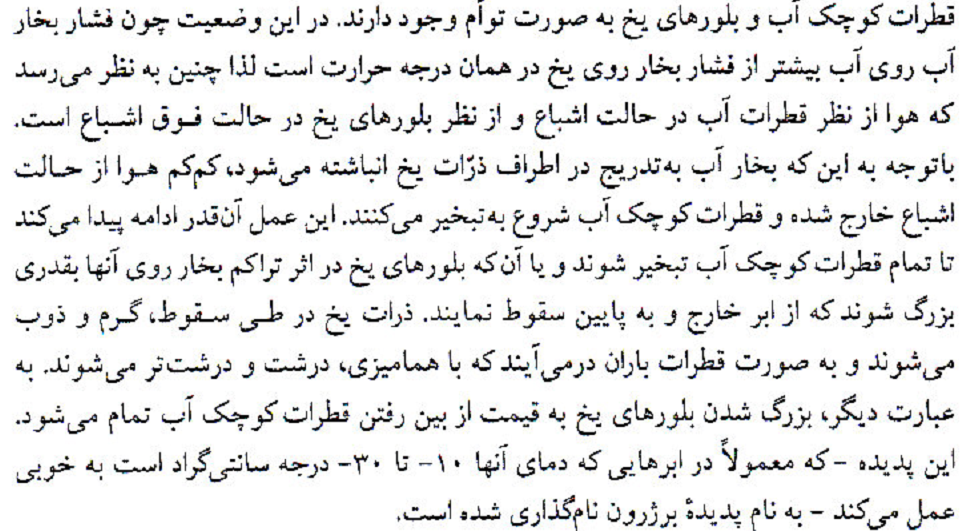 قطرات کوچک آب و بلورهای یخ به صورت توأم وجود دارند. در این وضعیت چون فشار بخار
آب روی آب بیشتر از فشار بخار روی یخ در همان درجه حرارت است لذا چنین به نظر می‌رسد
که هوا از نظر قطرات آب در حالت اشباع و از نظر بلورهای یخ در حالت فـوق اشبـاع است.
باتوجه به این که بخار آب به‌تدریج در اطراف ذرّات یخ انباشته می‌شود، کم‌کم هـوا از حـالت
اشباع خارج شده و قطرات کوچک آب شروع به تبخیر می‌کنند. این عمل آن‌قدر ادامه پیدا می‌کند
تا تمام قطرات کوچک آب تبخیر شوند و یا آن‌که بلورهای یخ در اثر تراکم بخار روی آنها بقدری
بزرگ شوند که از ابر خارج و به پایین سقوط نمایند. ذرات یخ در طـی سـقوط، گـرم و ذوب
می‌شوند و به صورت قطرات باران درمی‌آیند که با همامیزی، درشت و درشت‌تر می‌شوند. به
عبارت دیگر، بزرگ شدن بلورهای یخ به قیمت از بین رفتن قطرات کوچک آب تمام می‌شود.
این پدیده - که معمولاً در ابرهایی که دمای آنها ۱۰- تا ۳۰- درجه سانتی‌گراد است به خوبی
عمل می‌کند - به نام پدیدهٔ برژرون نام‌گذاری شده است.